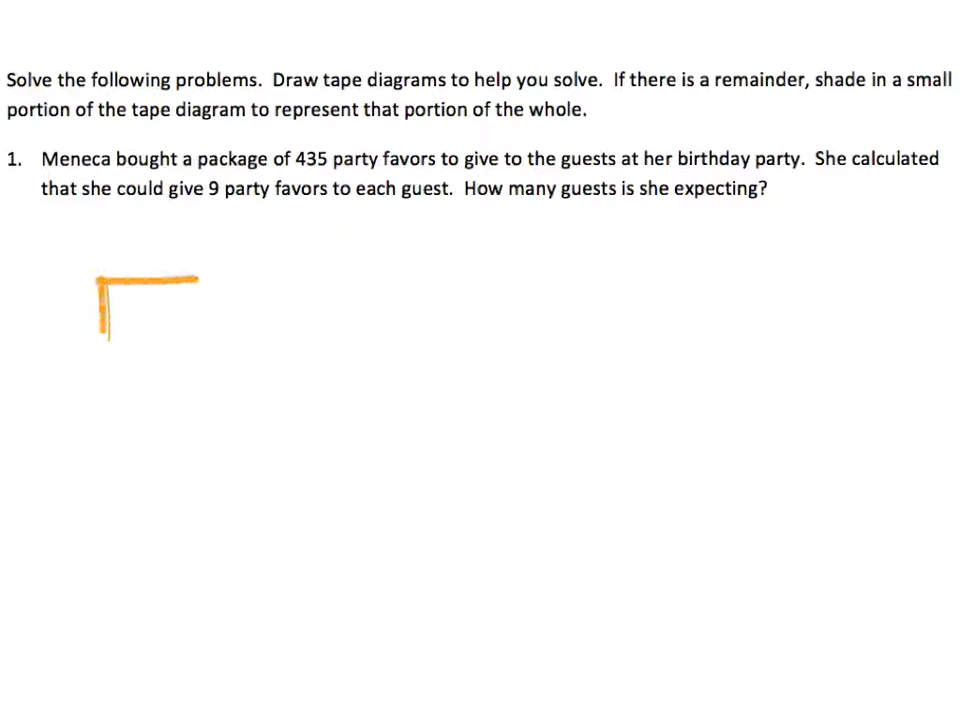 Solve the following problems.  Draw tape diagrams to help you solve.  If there is a remainder, shade in a small
portion of the tape diagram to represent that portion of the whole.
1.  Meneca bought a package of 435 party favors to give to the guests at her birthday party.  She calculated
that she could give 9 party favors to each guest.  How many guests is she expecting?